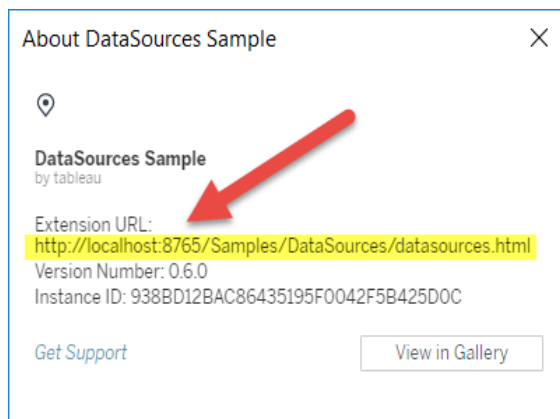 About DataSources Sample
DataSources Sample
by tableau
Extension URL:
http://localhost:8765/Samples/DataSources/datasources.html
Version Number: 0.6.0
Instance ID: 938BD12BAC86435195F0042F5B425D0C
Get Support
View in Gallery